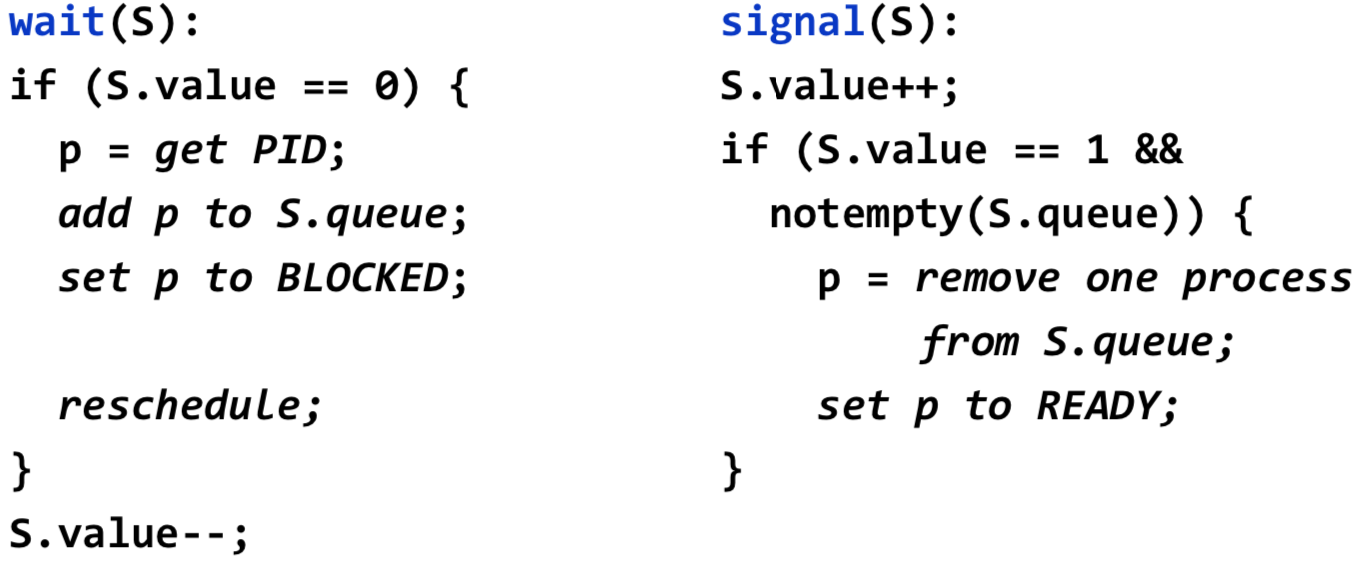 wait(S):
if (S.value == 0) {
p = get PID;
add p to S.queue;
set p to BLOCKED;
reschedule;
}
S.value--;
signal(S):
S.value++;
if (S.value == 1 &&
notempty(S.queue)) {
p = remove one process
from S.queue;
set p to READY;
}